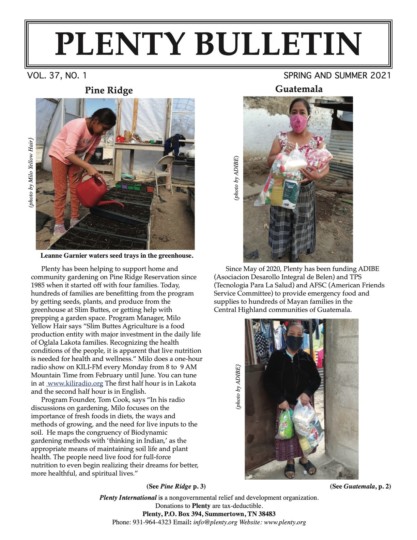 PLENTY BULLETIN
VOL. 37, NO. 1
SPRING AND SUMMER 2021
Pine Ridge
(photo by Milo Yellow Hair)
Leanne Garnier waters seed trays in the greenhouse.
Plenty has been helping to support home and
community gardening on Pine Ridge Reservation since
1985 when it started off with four families. Today,
hundreds of families are benefitting from the program
by getting seeds, plants, and produce from the
greenhouse at Slim Buttes, or getting help with
prepping a garden space. Program Manager, Milo
Yellow Hair says "Slim Buttes Agriculture is a food
production entity with major investment in the daily life
of Oglala Lakota families. Recognizing the health
conditions of the people, it is apparent that live nutrition
is needed for health and wellness." Milo does a one-hour
radio show on KILI-FM every Monday from 8 to 9 AM
Mountain Time from February until June. You can tune
in at www.kiliradio.org The first half hour is in Lakota
and the second half hour is in English.
Program Founder, Tom Cook, says "In his radio
discussions on gardening, Milo focuses on the
importance of fresh foods in diets, the ways and
methods of growing, and the need for live inputs to the
soil. He maps the congruency of Biodynamic
gardening methods with 'thinking in Indian,' as the
appropriate means of maintaining soil life and plant
health. The people need live food for full-force
nutrition to even begin realizing their dreams for better,
more healthful, and spiritual lives."
(See Pine Ridge p. 3)
Guatemala
(photo by ADIBE)
Since May of 2020, Plenty has been funding ADIBE
(Asociacion Desarollo Integral de Belen) and TPS
(Tecnologia Para La Salud) and AFSC (American Friends
Service Committee) to provide emergency food and
supplies to hundreds of Mayan families in the
Central Highland communities of Guatemala.
(photo by ADIBE)
(See Guatemala, p. 2)
Plenty International is a nongovernmental relief and development organization.
Donations to Plenty are tax-deductible.
Plenty, P.O. Box 394, Summertown, TN 38483
Phone: 931-964-4323 Email: info@plenty.org Website: www.plenty.org